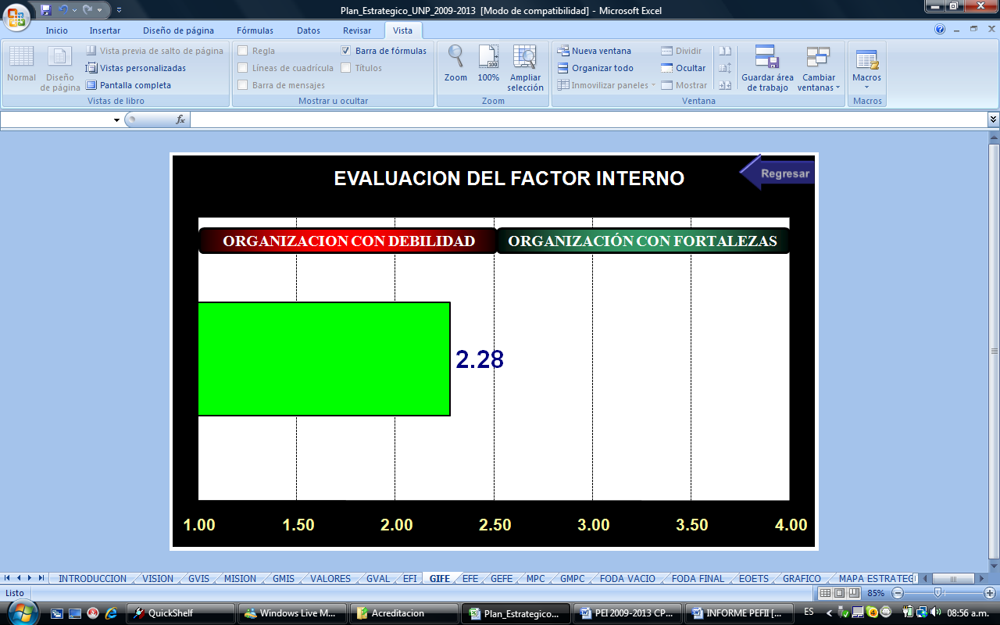 Plan_Estrategico_UNP_2009-2013 [Modo de compatibilidad] - Microsoft Excel
Inicio Insertar Diseño de página Fórmulas Datos Revisar Vista
Normal
Diseño de página
Vista previa de salto de página
Vistas personalizadas
Pantalla completa
Vistas de libro
Regla
Líneas de cuadrícula
Barra de mensajes
Barra de fórmulas
Títulos
Mostrar u ocultar
Zoom
100%
Ampliar selección
Zoom
Nueva ventana
Organizar todo
Inmovilizar paneles
Dividir
Ocultar
Mostrar
Guardar área de trabajo
Cambiar ventanas
Ventana
Macros
Macros
fx
EVALUACION DEL FACTOR INTERNO
Regresar
ORGANIZACION CON DEBILIDAD ORGANIZACIÓN CON FORTALEZAS
2.28
1.00 1.50 2.00 2.50 3.00 3.50 4.00
INTRODUCCION VISION GVIS MISION GMIS VALORES GVAL EFI GIFE EFE GEFE MPC GMPC FODA VACIO FODA FINAL EOETS GRAFICO MAPA ESTRATEG
Listo 85%
QuickShelf Windows Live M... Acreditacion Plan_Estrategico... PEI 2009-2013 CP... INFORME PEFII [... ES 08:56 a.m.